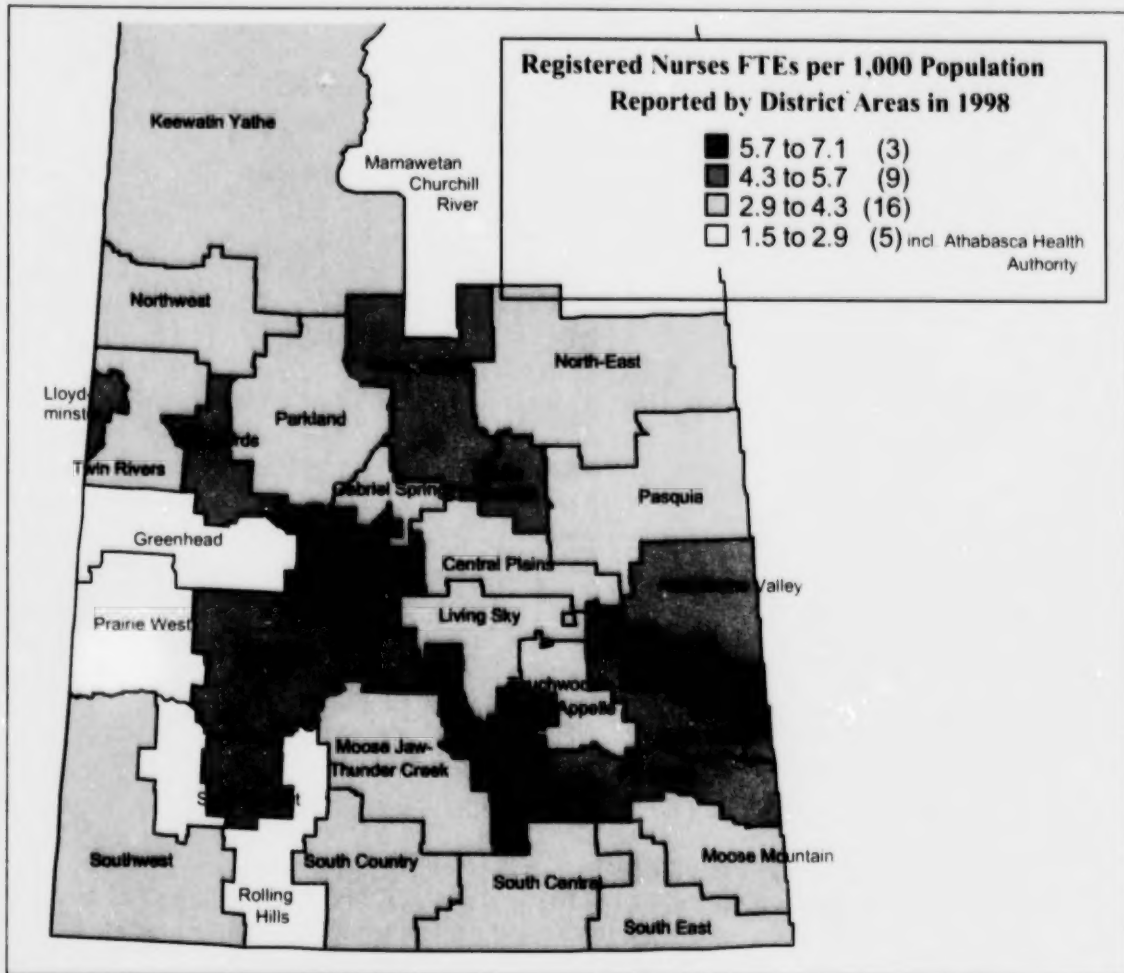 Registered Nurses FTEs per 1,000 Population
Reported by District Areas in 1998
5.7 to 7.1 (3)
4.3 to 5.7 (9)
2.9 to 4.3 (16)
1.5 to 2.9 (5) incl. Athabasca Health
Authority
Keewatin Yathe
Mamawetan
Churchill
River
Northwest
North-East
Lloyd-
Parkland
Twin Rivers
Pasquia
Greenhead
Central Plains
Valley
Living Sky
Prairie West
Appelle
Moose Jaw-
Thunder Creek
Southwest
South Country
Moose Mountain
South Central
Rolling
Hills
South East